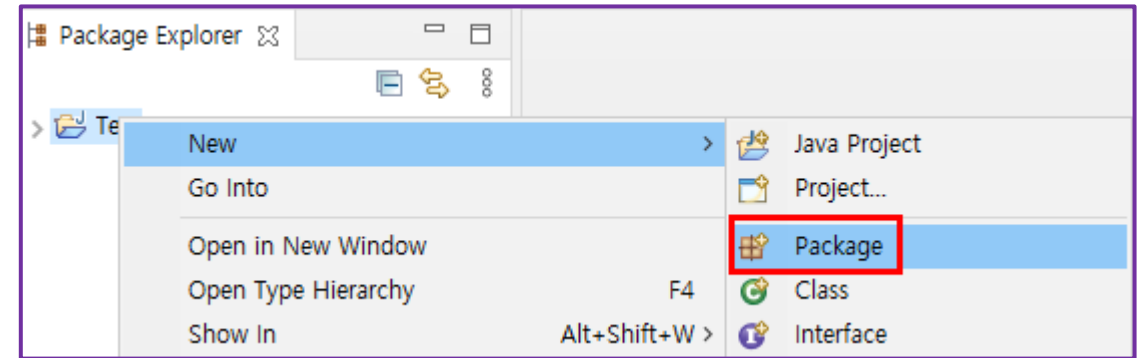 Package Explorer
Te
New >
Go Into
Open in New Window
Open Type Hierarchy F4
Show In Alt+Shift+W >
Java Project
Project...
Package
Class
Interface